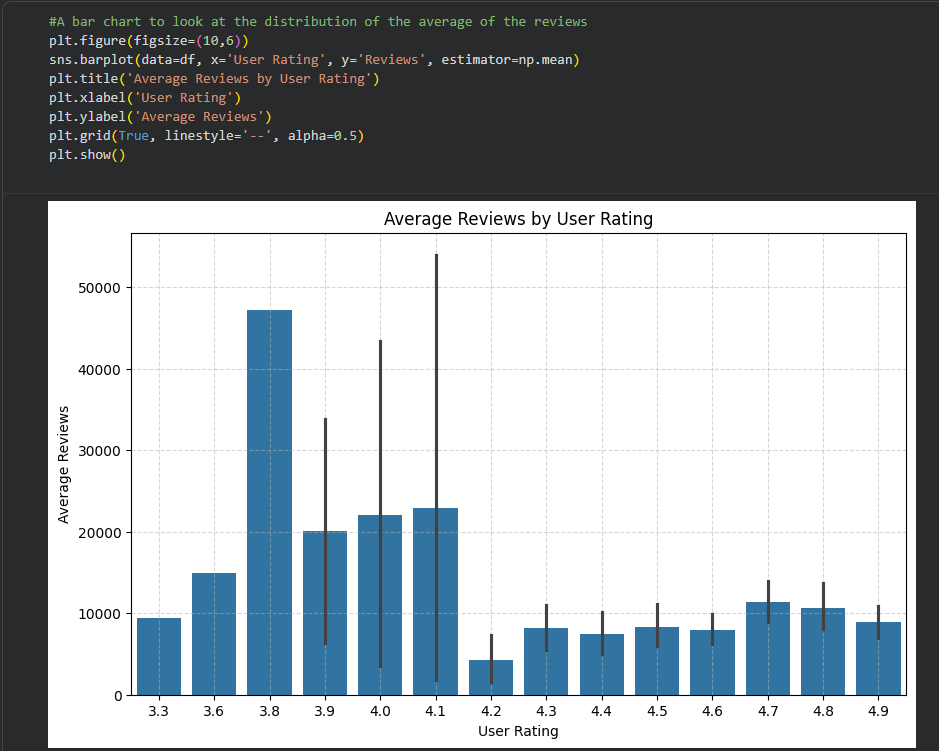 #A bar chart to look at the distribution of the average of the reviews
plt.figure(figsize=(10,6))
sns.barplot(data=df, x='User Rating', y='Reviews', estimator=np.mean)
plt.title('Average Reviews by User Rating')
plt.xlabel('User Rating')
plt.ylabel('Average Reviews')
plt.grid(True, linestyle='--', alpha=0.5)
plt.show()
Average Reviews by User Rating
50000
40000
30000
20000
10000
0
Average Reviews
3.3 3.6 3.8 3.9 4.0 4.1 4.2 4.3 4.4 4.5 4.6 4.7 4.8 4.9
User Rating